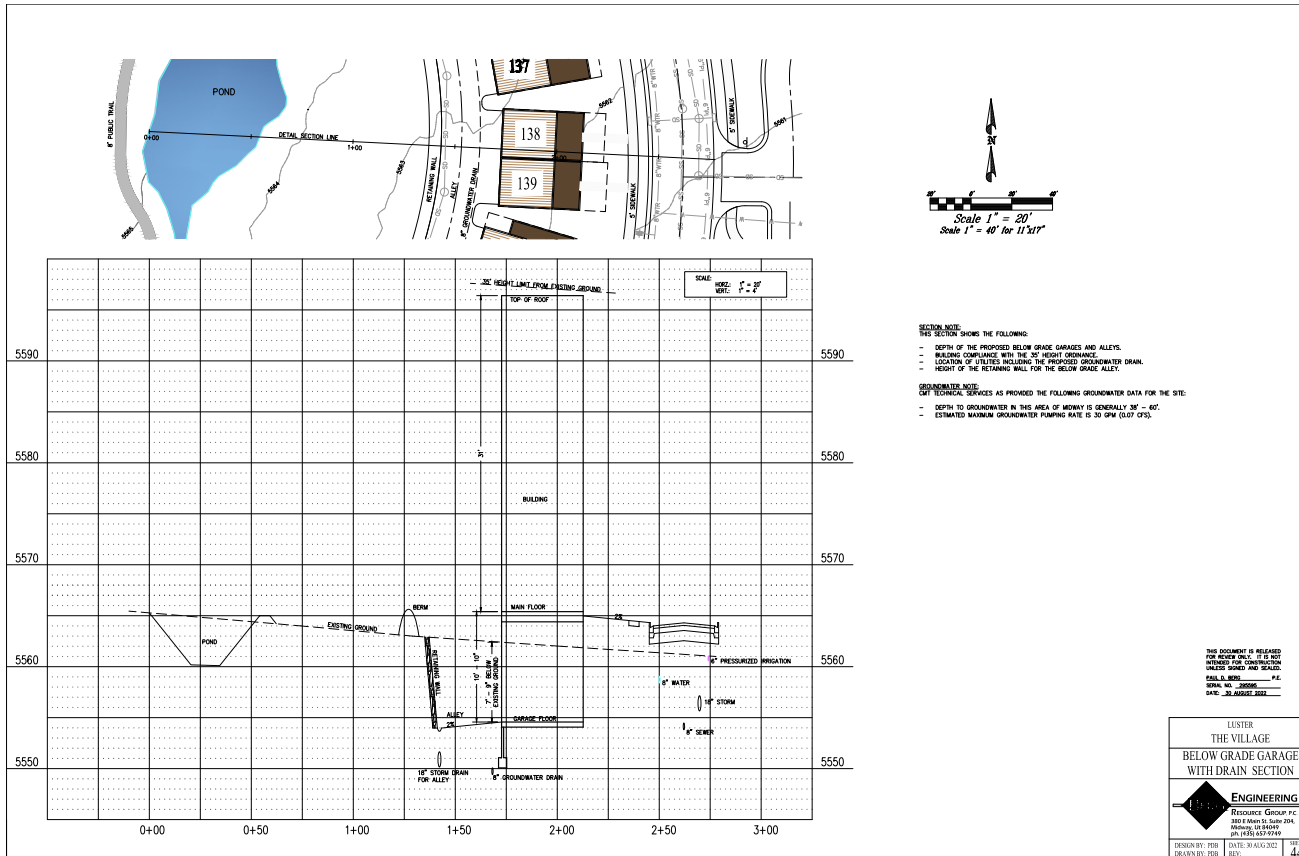 6' PUBLIC TRAIL
POND
0+00
DETAIL SECTION LINE
1+00
5565
5564
5563
RETAINING WALL
ALLEY
8" GROUNDWATER DRAIN
SD
137
138
139
5562
5' SIDEWALK
8"WTR
SD
SS
6"PI
5' SIDEWALK
5561
N
20' 0' 20' 40'
Scale 1" = 20'
Scale 1" = 40' for 11"x17"
35' HEIGHT LIMIT FROM EXISTING GROUND
TOP OF ROOF
SCALE:
HORZ.: 1" = 20'
VERT.: 1" = 4'
5590
5590
5580
5580
31'
BUILDING
5570
5570
BERM
MAIN FLOOR
2%
EXISTING GROUND
POND
5560
5560
RETAINING WALL
10' - 10"
7' - 9" BELOW
EXISTING GROUND
6" PRESSURIZED IRRIGATION
8" WATER
18" STORM
8" SEWER
ALLEY
2%
GARAGE FLOOR
5550
5550
18" STORM DRAIN
FOR ALLEY
8" GROUNDWATER DRAIN
0+00 0+50 1+00 1+50 2+00 2+50 3+00
SECTION NOTE:
THIS SECTION SHOWS THE FOLLOWING:
- DEPTH OF THE PROPOSED BELOW GRADE GARAGES AND ALLEYS.
- BUILDING COMPLIANCE WITH THE 35' HEIGHT ORDINANCE.
- LOCATION OF UTILITIES INCLUDING THE PROPOSED GROUNDWATER DRAIN.
- HEIGHT OF THE RETAINING WALL FOR THE BELOW GRADE ALLEY.
GROUNDWATER NOTE:
CMT TECHNICAL SERVICES AS PROVIDED THE FOLLOWING GROUNDWATER DATA FOR THE SITE:
- DEPTH TO GROUNDWATER IN THIS AREA OF MIDWAY IS GENERALLY 38' - 60'.
- ESTIMATED MAXIMUM GROUNDWATER PUMPING RATE IS 30 GPM (0.07 CFS).
THIS DOCUMENT IS RELEASED
FOR REVIEW ONLY. IT IS NOT
INTENDED FOR CONSTRUCTION
UNLESS SIGNED AND SEALED.
PAUL D. BERG P.E.
SERIAL NO. 295595
DATE: 30 AUGUST 2022
LUSTER
THE VILLAGE
BELOW GRADE GARAGE
WITH DRAIN SECTION
ENGINEERING
RESOURCE GROUP, P.C.
380 E Main St. Suite 204,
Midway, Ut 84049
ph. (435) 657-9749
DESIGN BY: PDB
DRAWN BY: PDB
DATE: 30 AUG 2022
REV: